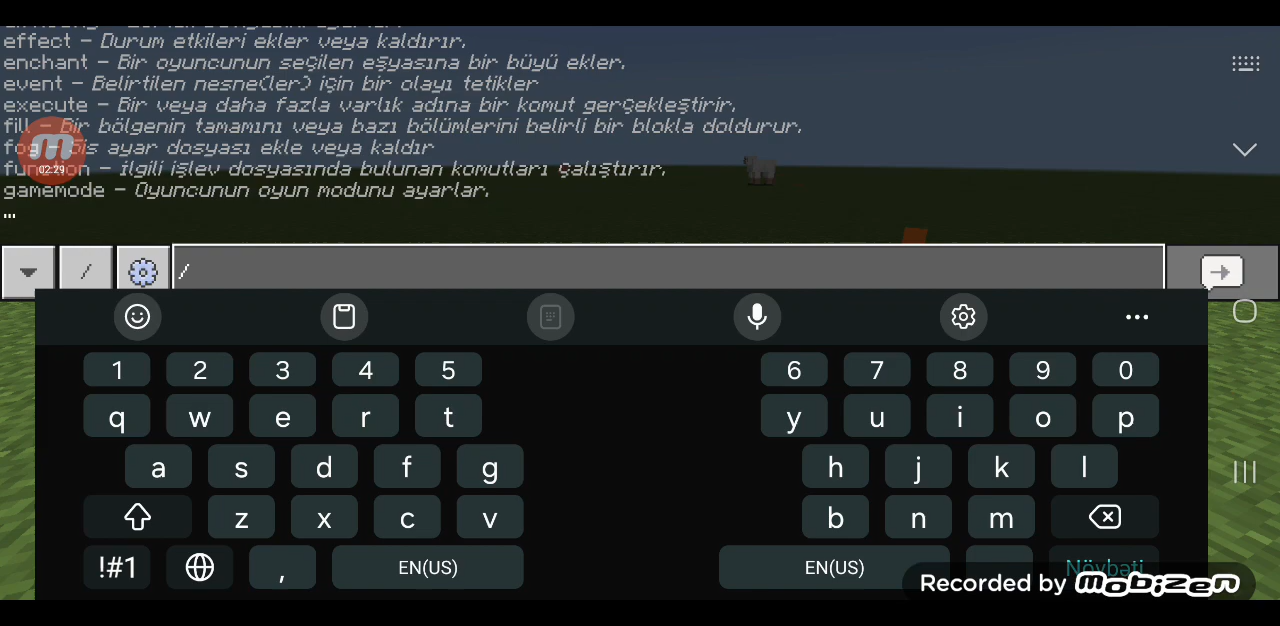 effect – Durum etkileri ekler veya kaldırır.
enchant – Bir oyuncunun seçilen eşyasına bir büyü ekler.
event – Belirtilen nesne(ler) için bir olayı tetikler
execute – Bir veya daha fazla varlık adına bir komut gerçekleştirir.
fill – Bir bölgenin tamamını veya bazı bölümlerini belirli bir blokla doldurur.
fog – Sis ayar dosyası ekle veya kaldır
02:29
function – İlgili işlev dosyasında bulunan komutları çalıştırır.
gamemode – Oyuncunun oyun modunu ayarlar.
...
/ /
1 2 3 4 5 6 7 8 9 0
q w e r t y u i o p
a s d f g h j k l
z x c v b n m
!#1 , EN(US) EN(US) Növbəti
Recorded by mobizen